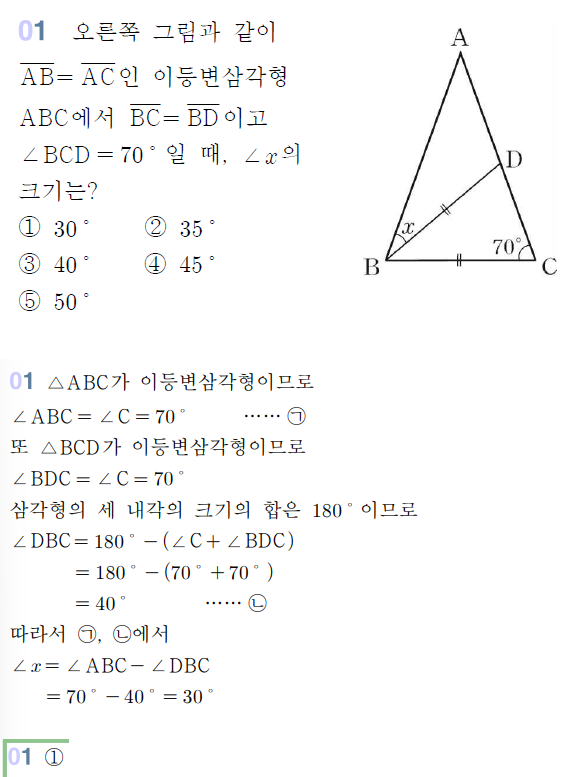 01 오른쪽 그림과 같이
AB=AC인 이등변삼각형
ABC에서 BC=BD이고
∠BCD=70°일 때, ∠x의
크기는?
① 30° ② 35°
③ 40° ④ 45°
⑤ 50°
A
D
x
70°
B
C
01 △ABC가 이등변삼각형이므로
∠ABC=∠C=70° …… ㉠
또 △BCD가 이등변삼각형이므로
∠BDC=∠C=70°
삼각형의 세 내각의 크기의 합은 180°이므로
∠DBC=180°-(∠C+∠BDC)
=180°-(70°+70°)
=40° …… ㉡
따라서 ㉠, ㉡에서
∠x=∠ABC-∠DBC
=70°-40°=30°
01 ①